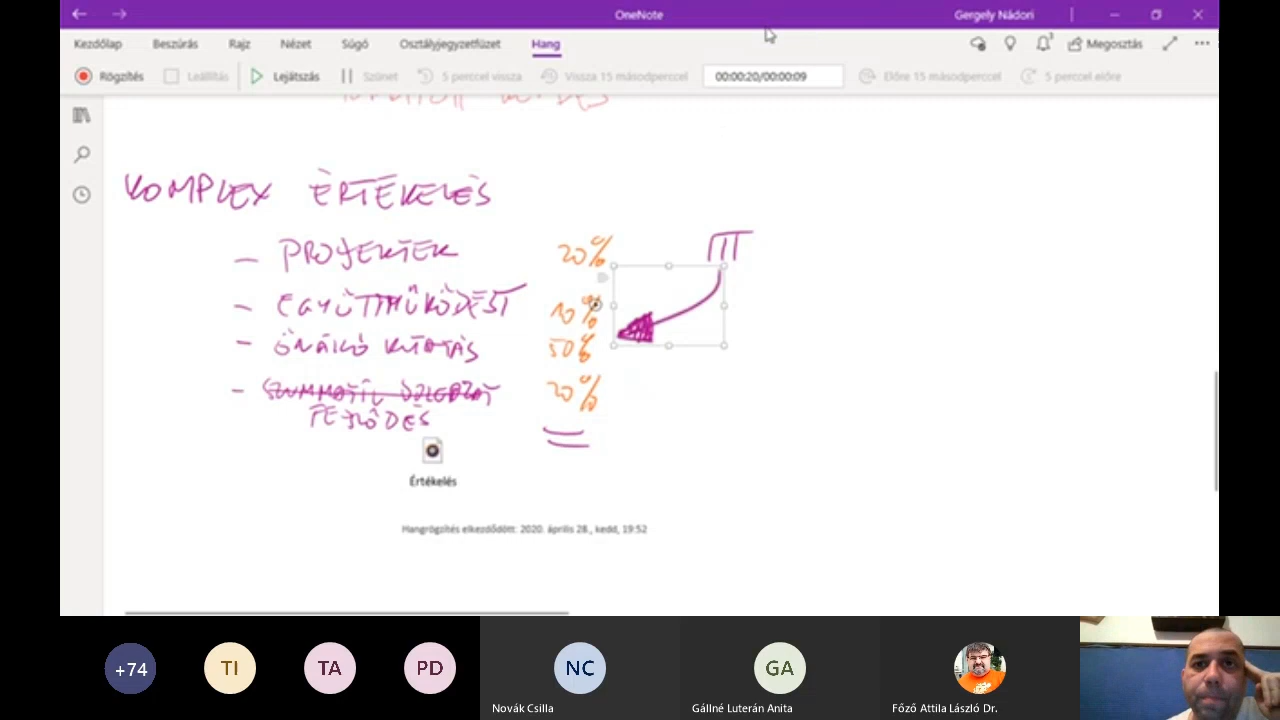 OneNote
Gergely Nádori
Kezdőlap Beszúrás Rajz Nézet Súgó Osztályjegyzetfüzet Hang Megosztás
Rögzítés Leállítás Lejátszás Szünet 5 perccel vissza Vissza 15 másodperccel 00:00:20/00:00:09 Előre 15 másodperccel 5 perccel előre
KOMPLEX ÉRTÉKELÉS
– PROJEKTEK 20%
– EGYÜTTMŰKÖDÉST 10%
– ÖNÁLLÓ KUTATÁS 50%
– 20%
FEJLŐDÉS
Értékelés
Hangrögzítés elkezdődött: 2020. április 28., kedd, 19:52
+74 TI TA PD NC GA
Novák Csilla Gállné Luterán Anita Főző Attila László Dr.